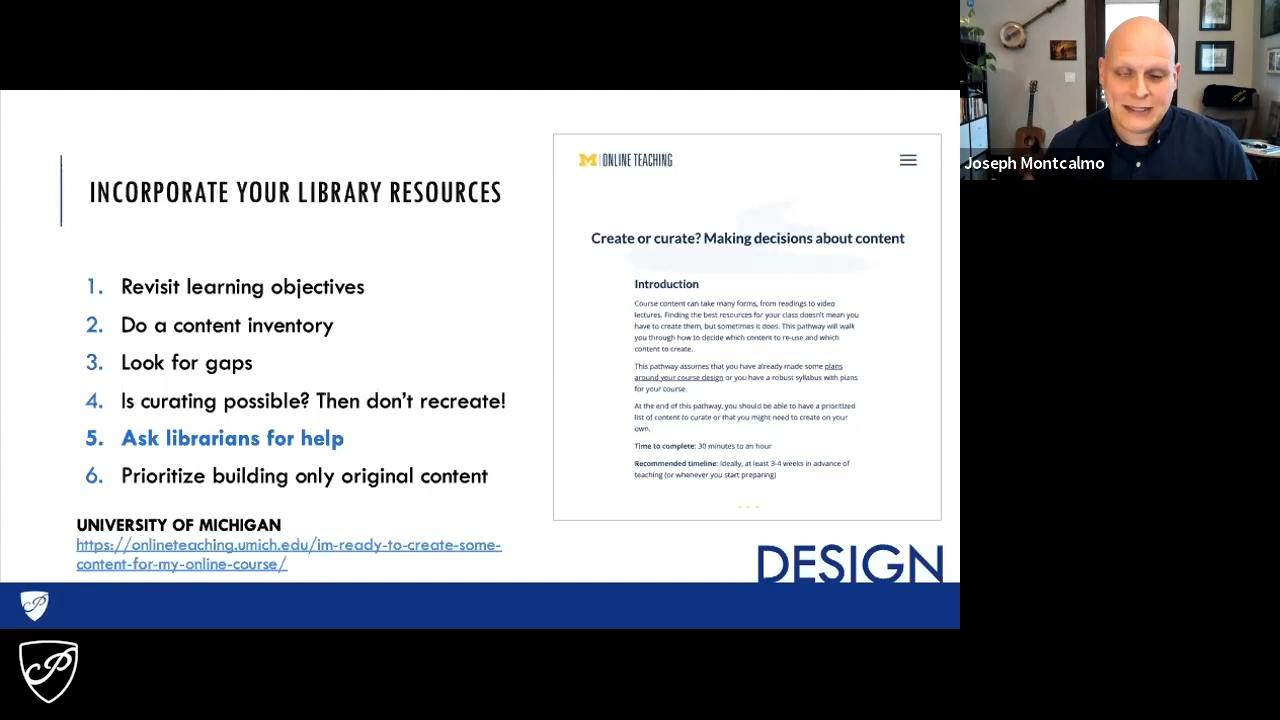 INCORPORATE YOUR LIBRARY RESOURCES
1. Revisit learning objectives
2. Do a content inventory
3. Look for gaps
4. Is curating possible? Then don't recreate!
5. Ask librarians for help
6. Prioritize building only original content
UNIVERSITY OF MICHIGAN
https://onlineteaching.umich.edu/im-ready-to-create-some-
content-for-my-online-course/
M | ONLINE TEACHING
Create or curate? Making decisions about content
Introduction
Course content can take many forms, from readings to video
lectures. Finding the best resources for your class doesn't mean you
have to create them, but sometimes it does. This pathway will walk
you through how to decide which content to re-use and which
content to create.
This pathway assumes that you have already made some plans
around your course design or you have a robust syllabus with plans
for your course.
At the end of this pathway, you should be able to have a prioritized
list of content to curate or that you might need to create on your
own.
Time to complete: 30 minutes to an hour
Recommended timeline: Ideally, at least 3-4 weeks in advance of
teaching (or whenever you start preparing)
DESIGN
CP
CP
Joseph Montcalmo